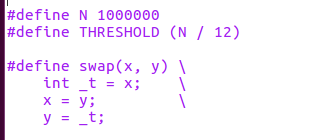 #define N 1000000
#define THRESHOLD (N / 12)
#define swap(x, y) \
    int _t = x;    \
    x = y;         \
    y = _t;